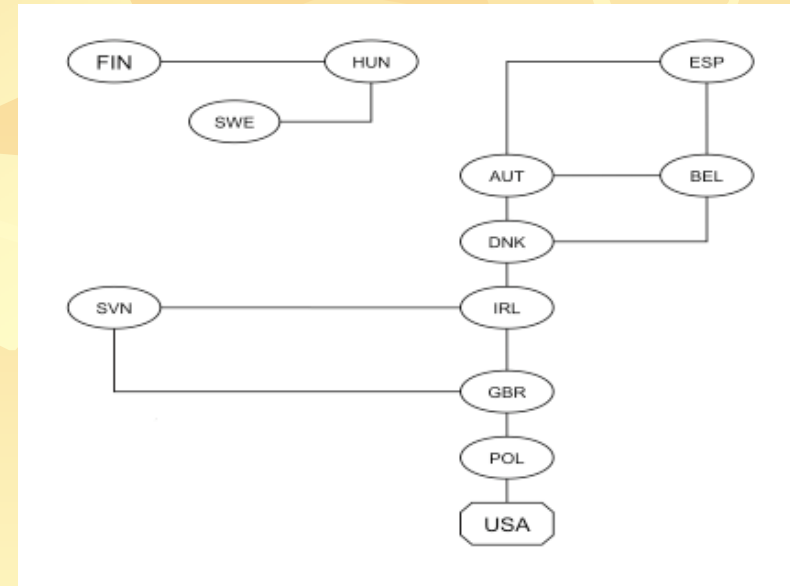 FIN
HUN
ESP
SWE
AUT
BEL
DNK
SVN
IRL
GBR
POL
USA